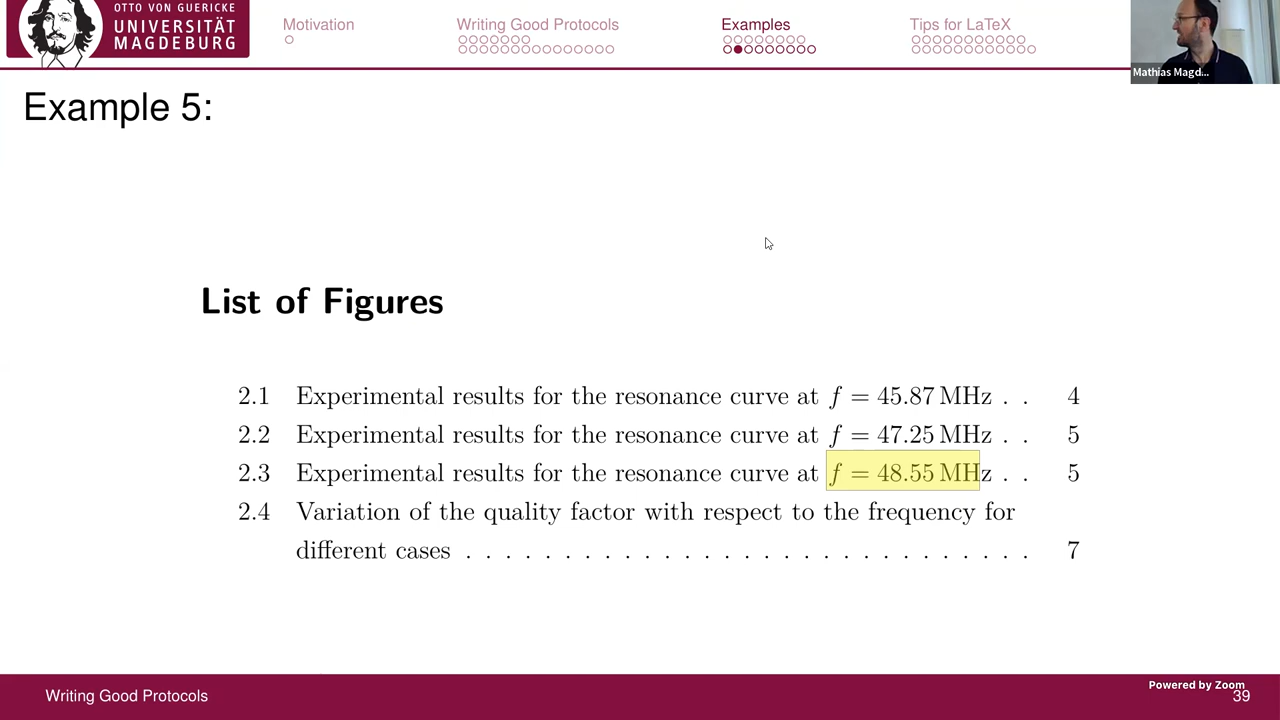 OTTO VON GUERICKE
UNIVERSITÄT
MAGDEBURG
Motivation
Writing Good Protocols
Examples
Tips for LaTeX
Mathias Magd...
Example 5:
List of Figures
2.1 Experimental results for the resonance curve at f = 45.87 MHz . . 4
2.2 Experimental results for the resonance curve at f = 47.25 MHz . . 5
2.3 Experimental results for the resonance curve at f = 48.55 MHz . . 5
2.4 Variation of the quality factor with respect to the frequency for
different cases . . . . . . . . . . . . . . . . . . . . . . . . . . . . . 7
Writing Good Protocols
Powered by Zoom
39